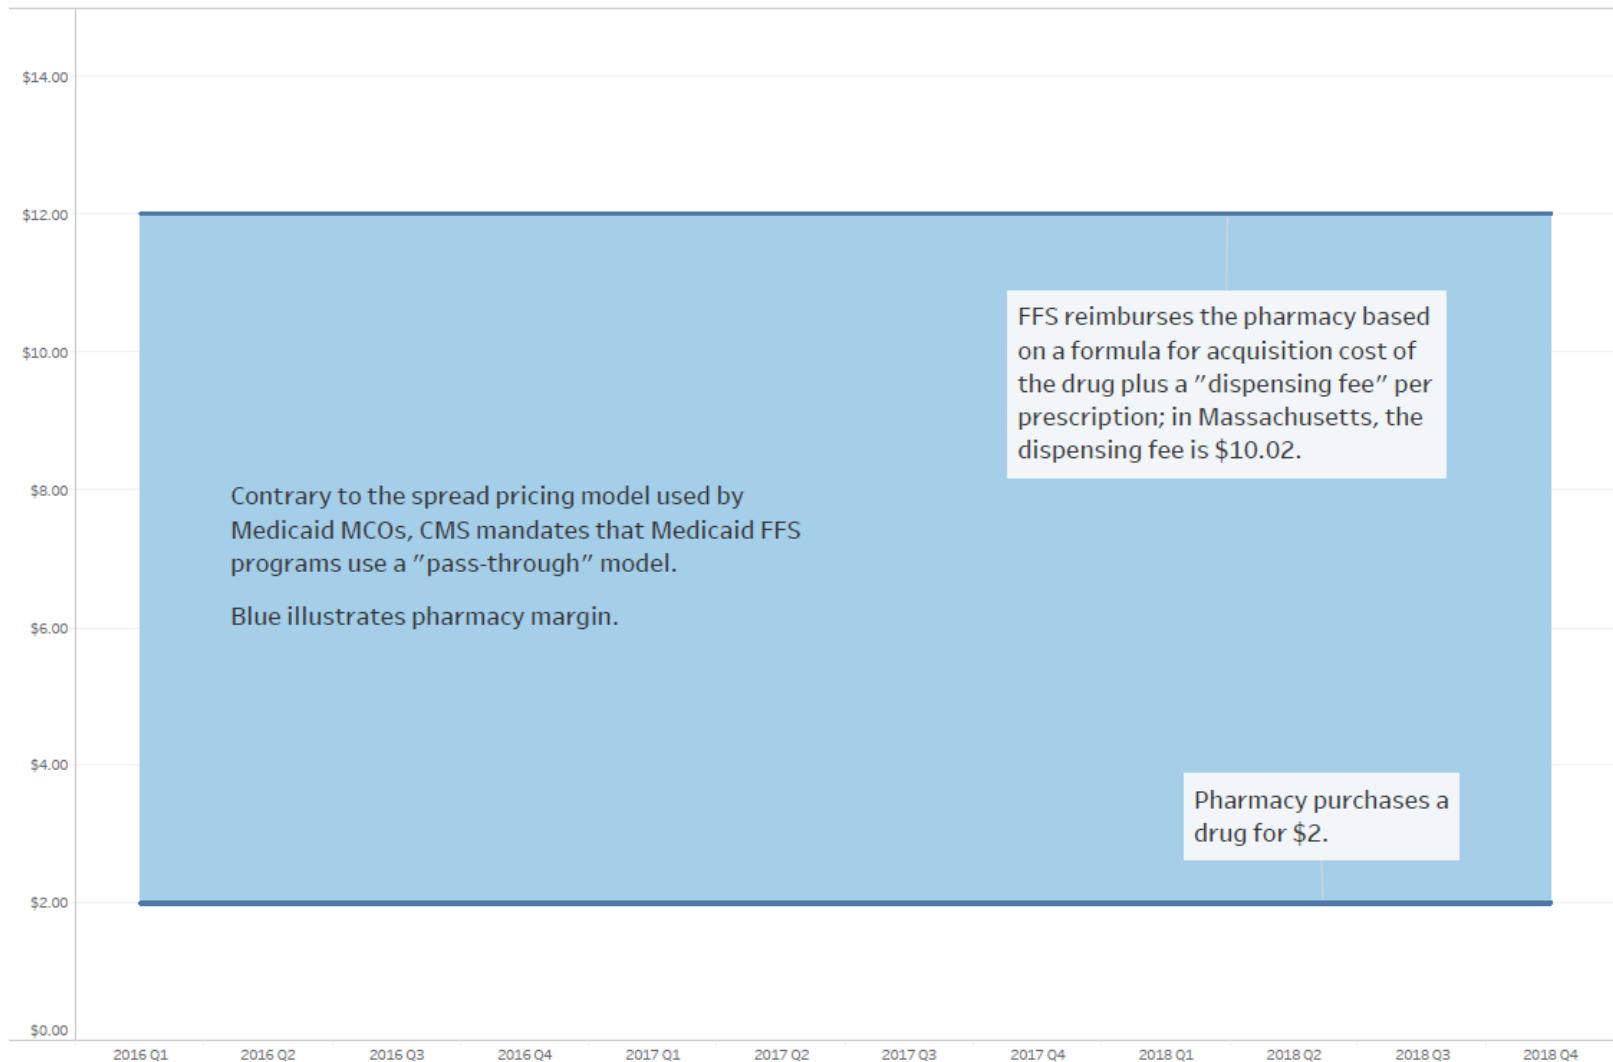 $14.00
$12.00
FFS reimburses the pharmacy based
on a formula for acquisition cost of
the drug plus a "dispensing fee" per
prescription; in Massachusetts, the
dispensing fee is $10.02.
$10.00
$8.00
Contrary to the spread pricing model used by
Medicaid MCOs, CMS mandates that Medicaid FFS
programs use a "pass-through" model.
Blue illustrates pharmacy margin.
$6.00
$4.00
Pharmacy purchases a
drug for $2.
$2.00
$0.00
2016 Q1 2016 Q2 2016 Q3 2016 Q4 2017 Q1 2017 Q2 2017 Q3 2017 Q4 2018 Q1 2018 Q2 2018 Q3 2018 Q4